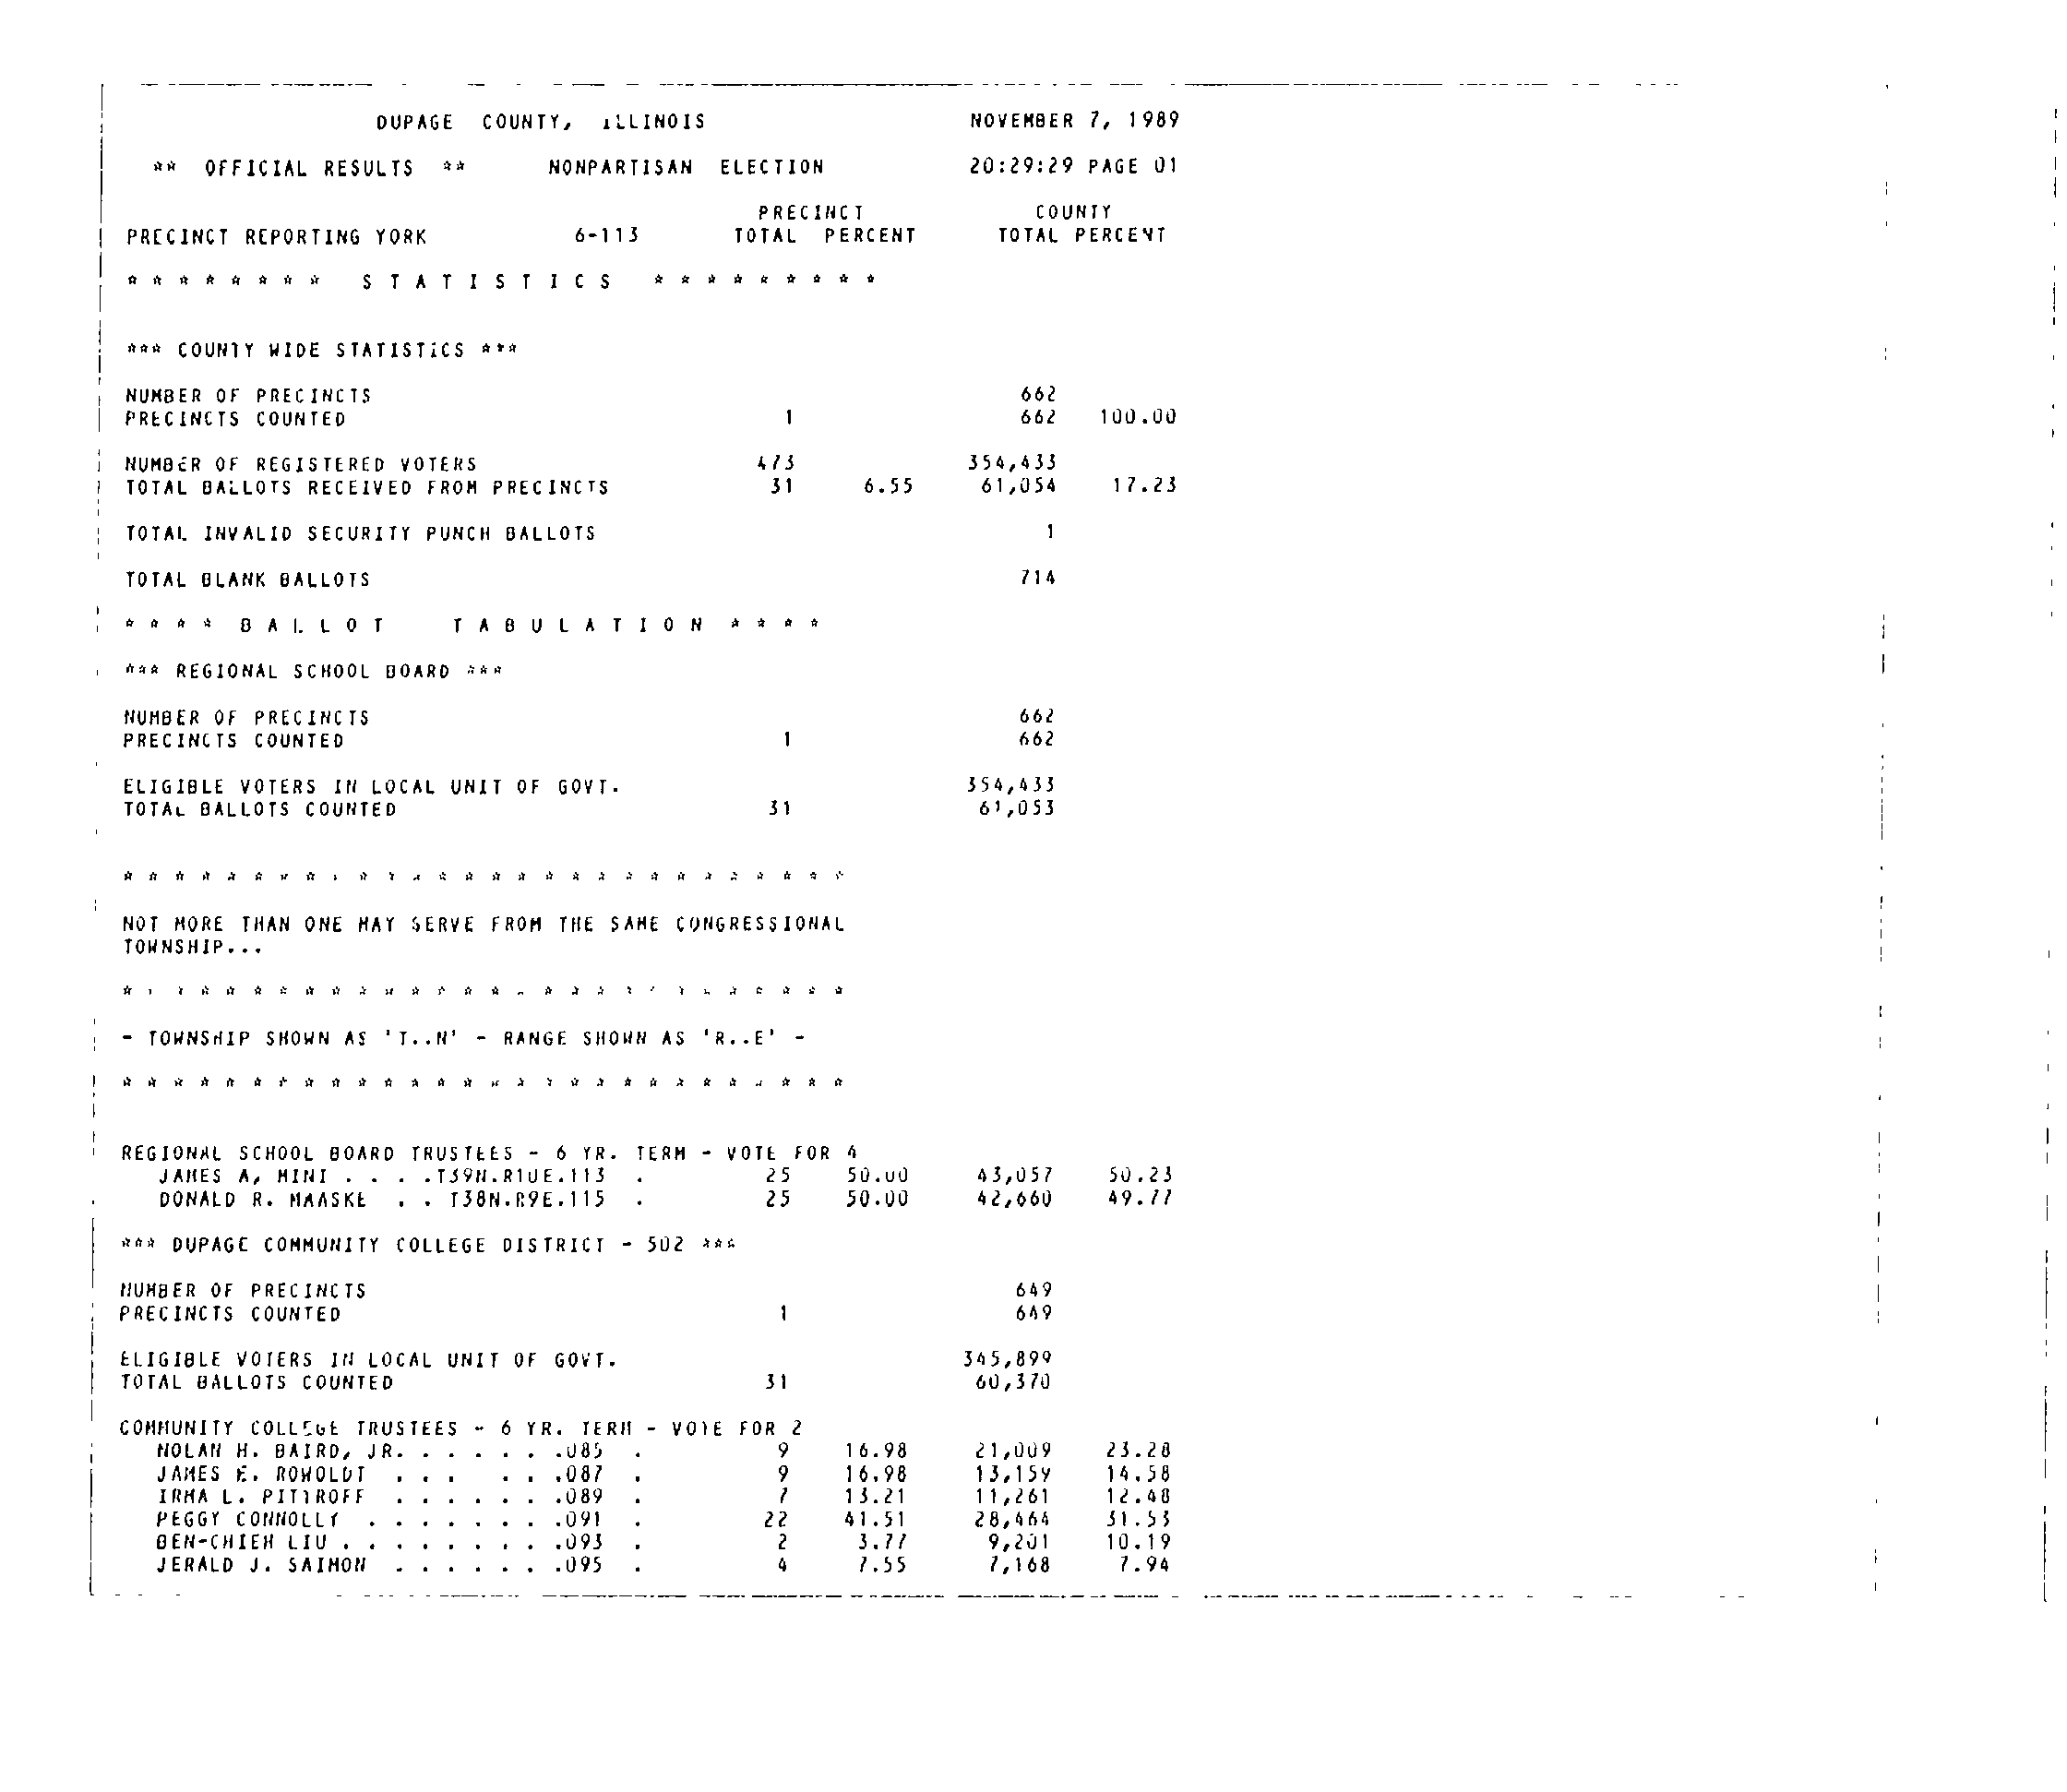 DUPAGE COUNTY, ILLINOIS NOVEMBER 7, 1989
** OFFICIAL RESULTS ** NONPARTISAN ELECTION 20:29:29 PAGE 01
PRECINCT COUNTY
PRECINCT REPORTING YORK 6-113 TOTAL PERCENT TOTAL PERCENT
* * * * * * * * S T A T I S T I C S * * * * * * * * *
*** COUNTY WIDE STATISTICS ***
NUMBER OF PRECINCTS 662
PRECINCTS COUNTED 1 662 100.00
NUMBER OF REGISTERED VOTERS 473 354,433
TOTAL BALLOTS RECEIVED FROM PRECINCTS 31 6.55 61,054 17.23
TOTAL INVALID SECURITY PUNCH BALLOTS 1
TOTAL BLANK BALLOTS 714
* * * * B A L L O T T A B U L A T I O N * * * *
*** REGIONAL SCHOOL BOARD ***
NUMBER OF PRECINCTS 662
PRECINCTS COUNTED 1 662
ELIGIBLE VOTERS IN LOCAL UNIT OF GOVT. 354,433
TOTAL BALLOTS COUNTED 31 61,053
* * * * * * * * * * * * * * * * * * * * * * * * * * * *
NOT MORE THAN ONE MAY SERVE FROM THE SAME CONGRESSIONAL
TOWNSHIP...
* * * * * * * * * * * * * * * * * * * * * * * * * * * *
- TOWNSHIP SHOWN AS 'T..N' - RANGE SHOWN AS 'R..E' -
* * * * * * * * * * * * * * * * * * * * * * * * * * * *
REGIONAL SCHOOL BOARD TRUSTEES - 6 YR. TERM - VOTE FOR 4
JAMES A, MINI . . . .T39N.R10E.113 . 25 50.00 43,057 50.23
DONALD R. MAASKE . . T38N.R9E.115 . 25 50.00 42,660 49.77
*** DUPAGE COMMUNITY COLLEGE DISTRICT - 502 ***
NUMBER OF PRECINCTS 649
PRECINCTS COUNTED 1 649
ELIGIBLE VOTERS IN LOCAL UNIT OF GOVT. 345,899
TOTAL BALLOTS COUNTED 31 60,370
COMMUNITY COLLEGE TRUSTEES - 6 YR. TERM - VOTE FOR 2
NOLAN H. BAIRD, JR. . . . . . .085 . 9 16.98 21,009 23.28
JAMES E. ROWOLDT . . . . . .087 . 9 16.98 13,159 14.58
IRMA L. PITTROFF . . . . . . .089 . 7 13.21 11,261 12.48
PEGGY CONNOLLY . . . . . . . .091 . 22 41.51 28,464 31.53
BEN-CHIEH LIU . . . . . . . . .093 . 2 3.77 9,201 10.19
JERALD J. SAIMON . . . . . . .095 . 4 7.55 7,168 7.94